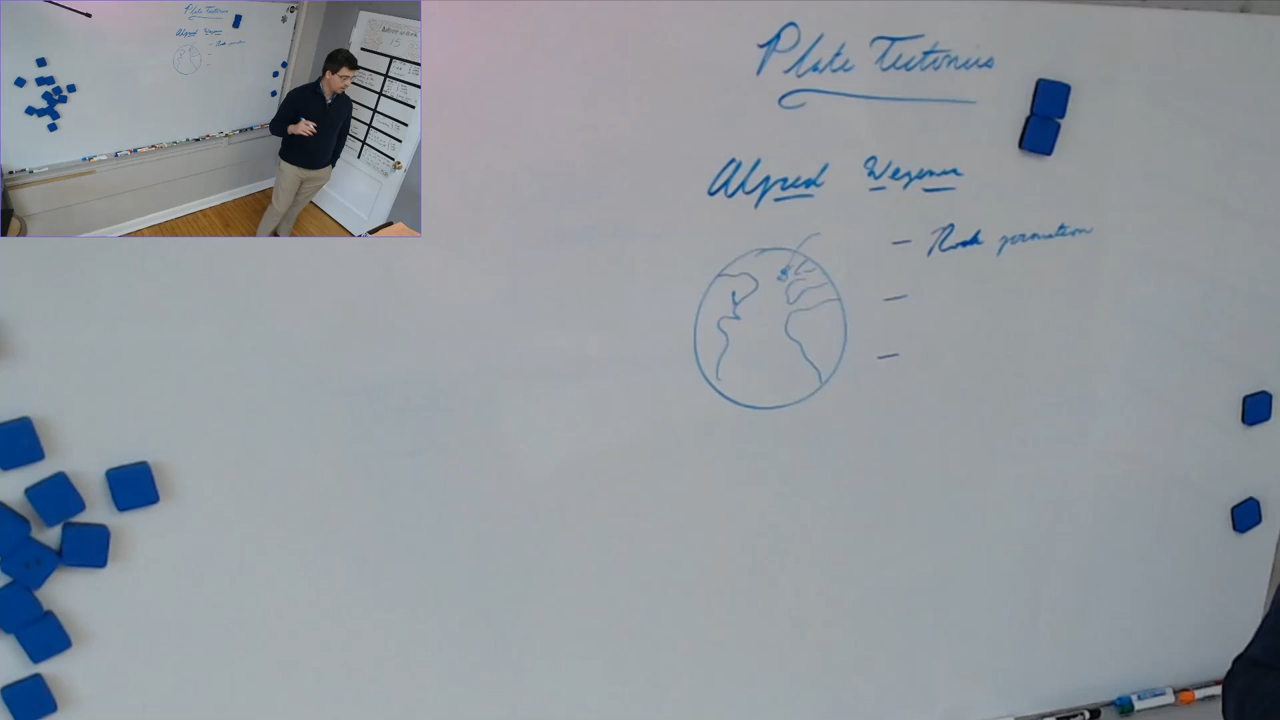 Plate Tectonics
Alfred Wegener
- Rock formation
-
-